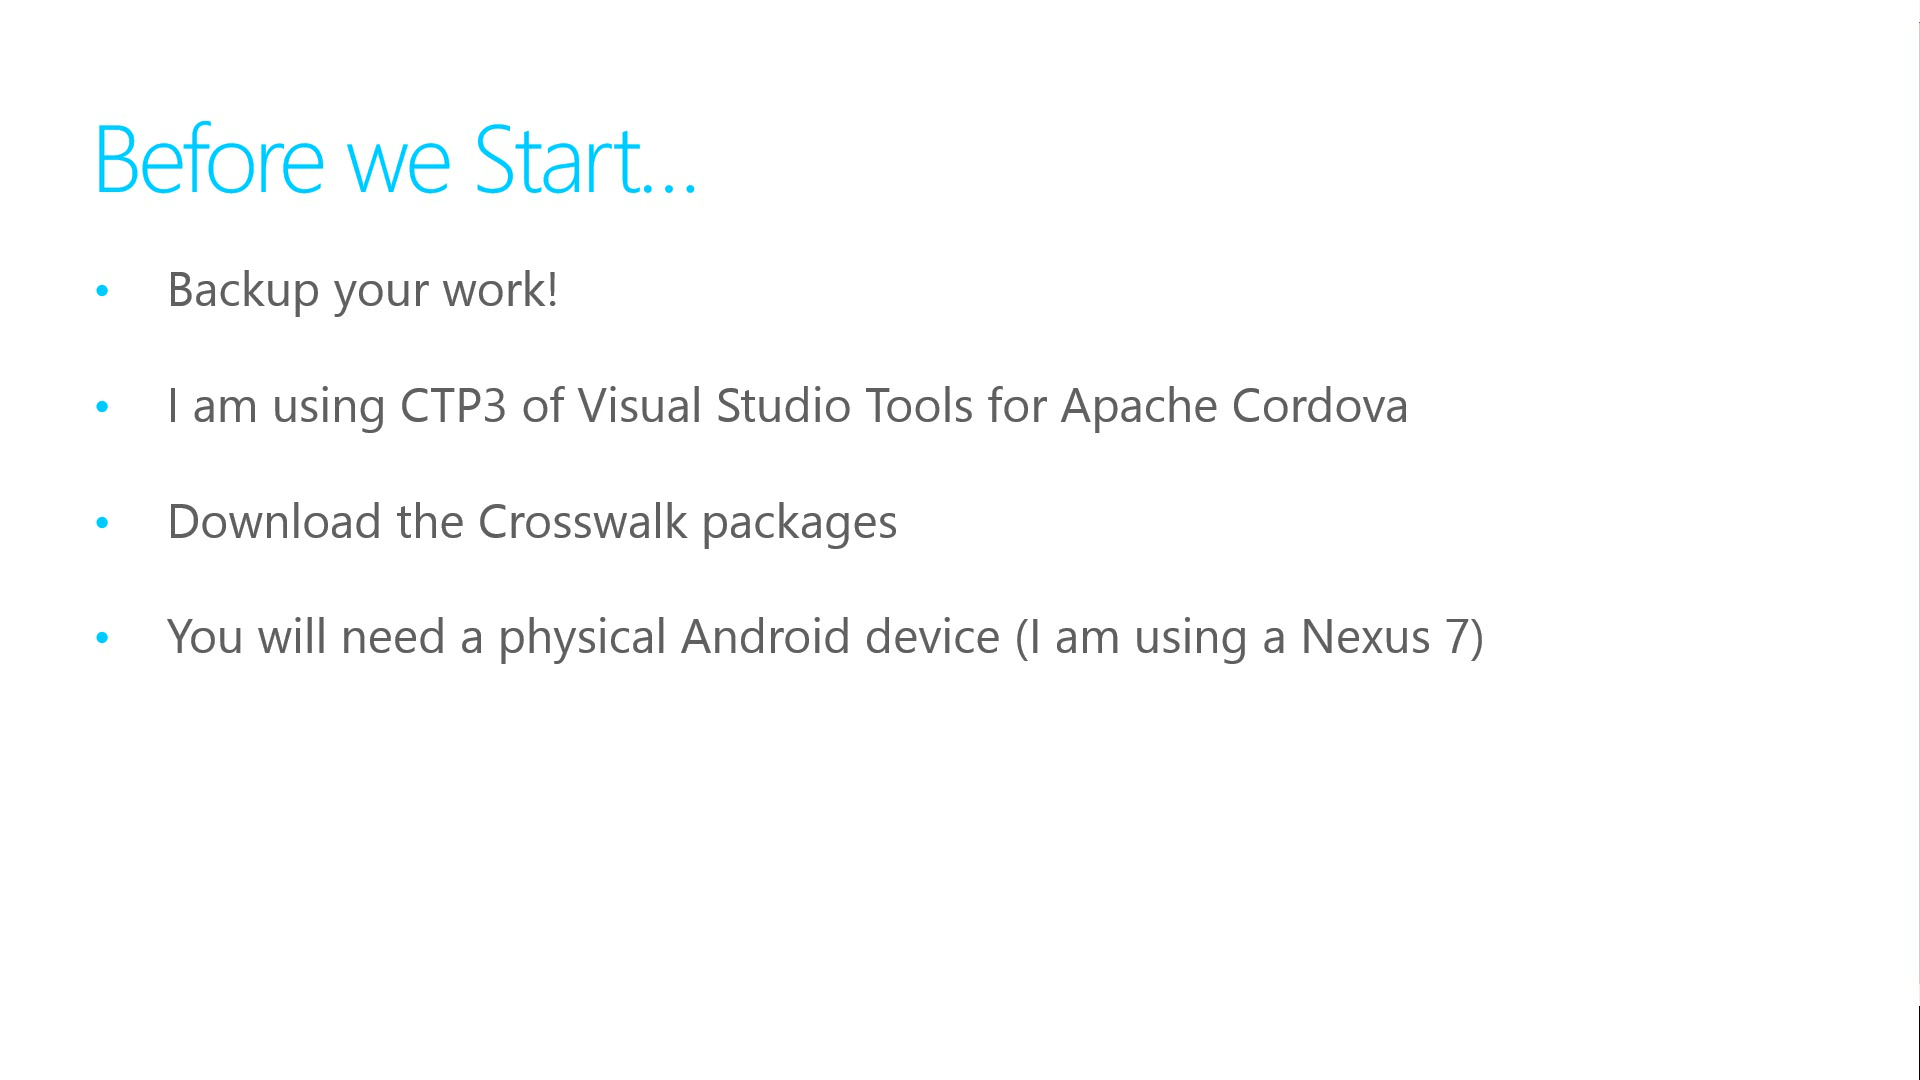 Before we Start...
• Backup your work!
• I am using CTP3 of Visual Studio Tools for Apache Cordova
• Download the Crosswalk packages
• You will need a physical Android device (I am using a Nexus 7)